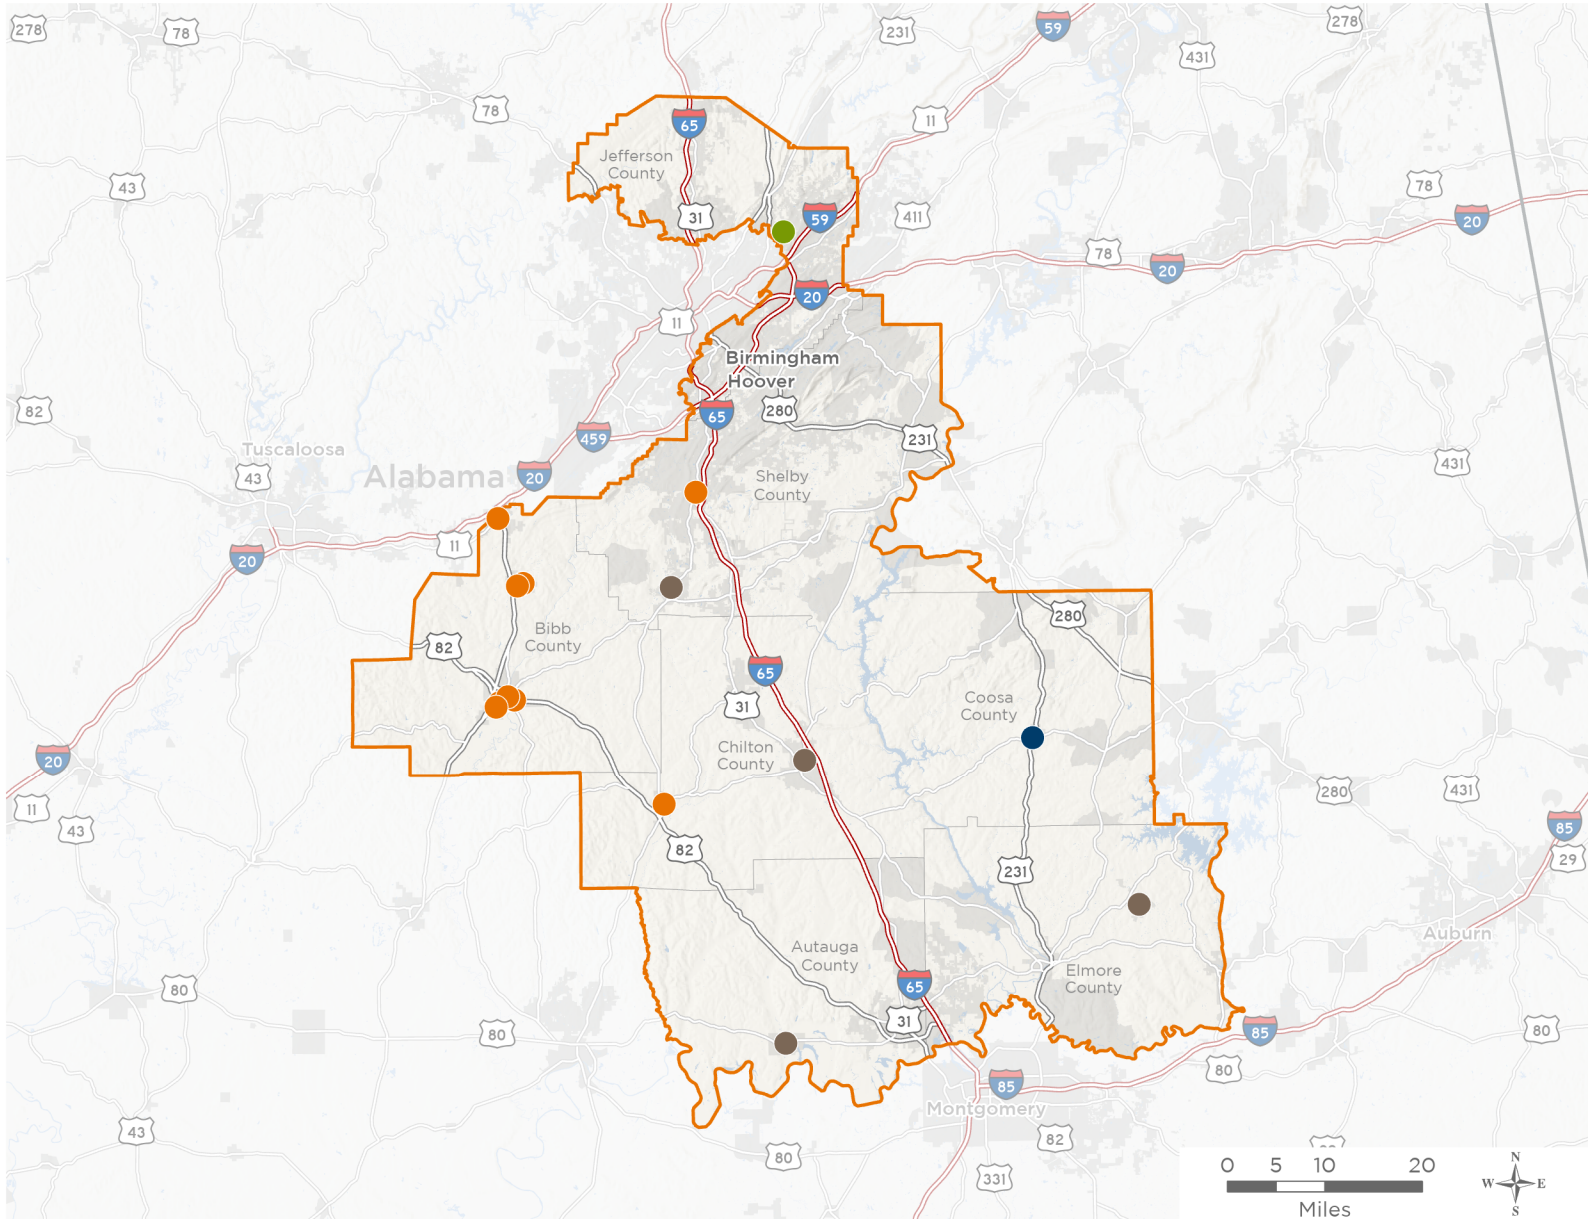 278
78
231
59
431
278
78
11
65
Jefferson
County
43
78
31
59
411
20
78
20
20
11
Birmingham
Hoover
280
65
82
459
231
Tuscaloosa
43
Alabama
20
431
Shelby
County
11
20
280
Bibb
County
82
65
31
Coosa
County
Chilton
County
20
11
43
280
431
85
29
82
231
Auburn
Autauga
County
Elmore
County
65
80
31
80
85
80
80
85
Montgomery
43
82
80
331
0 5 10 20
Miles
N
W E
S